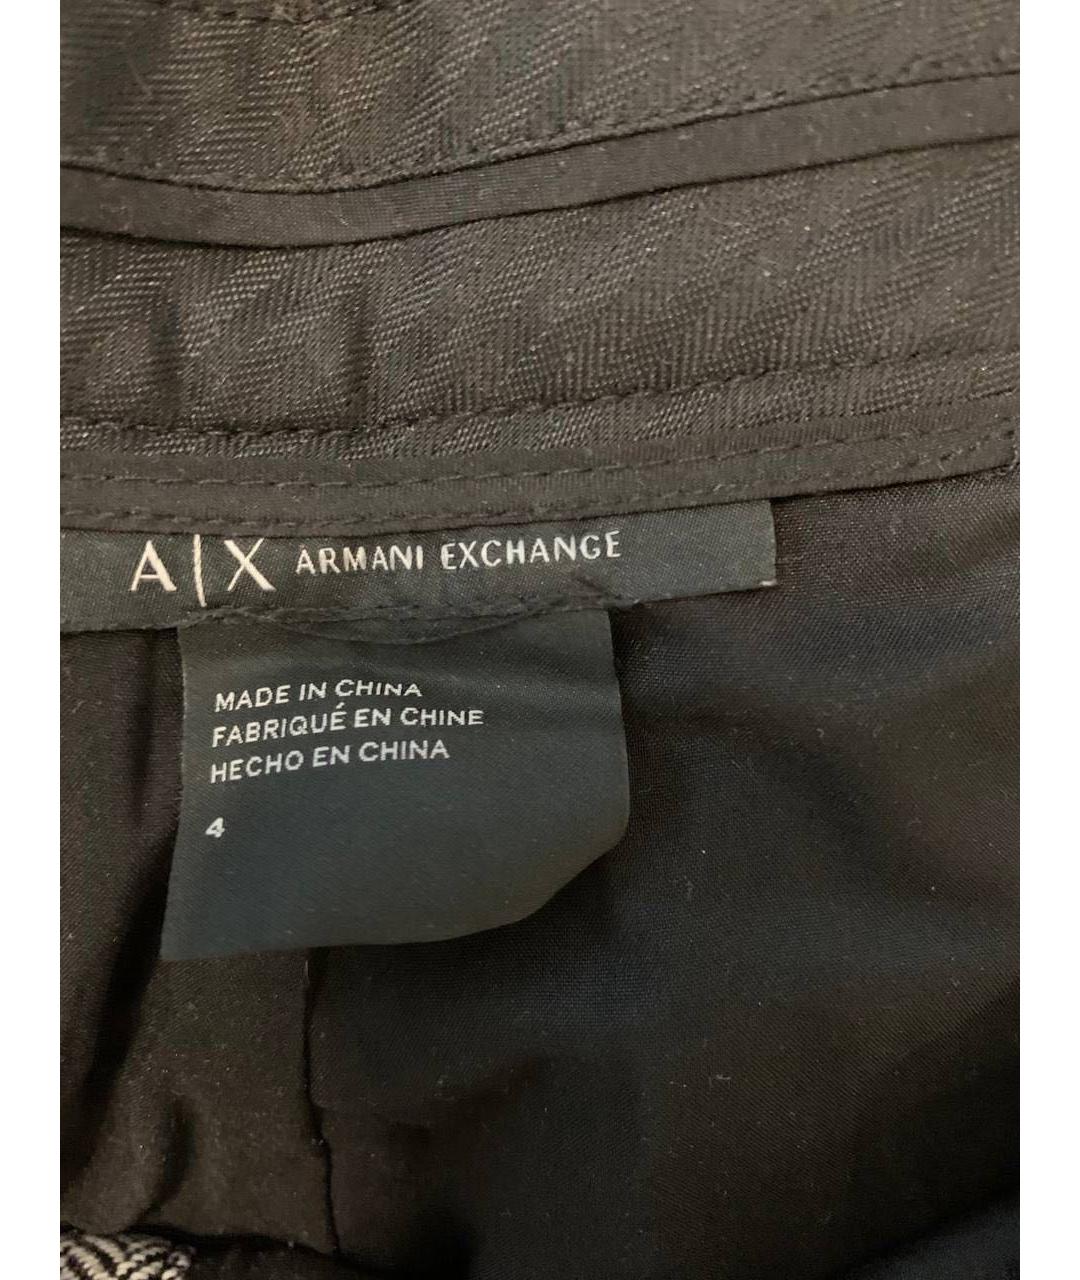 A|X ARMANI EXCHANGE
MADE IN CHINA
FABRIQUÉ EN CHINE
HECHO EN CHINA
4